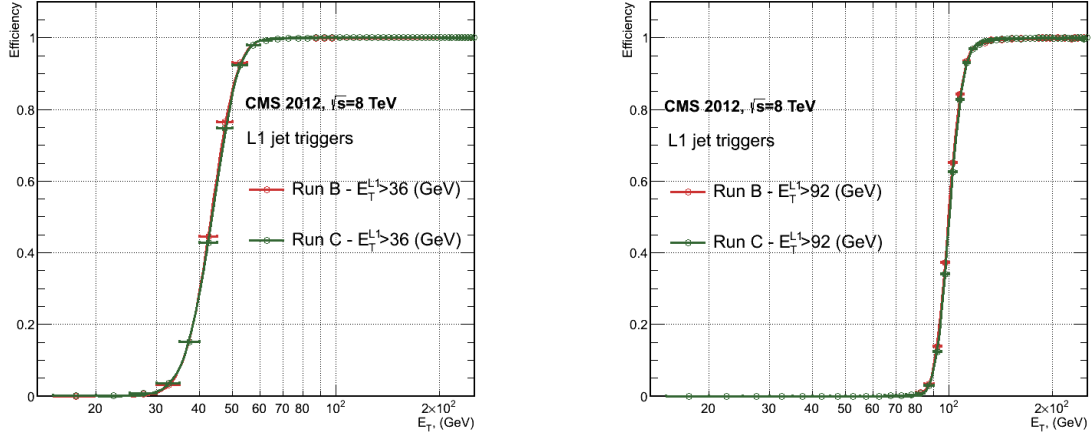 Efficiency
1
0.8
0.6
0.4
0.2
0
CMS 2012, √s=8 TeV
L1 jet triggers
Run B - E_T^L1>36 (GeV)
Run C - E_T^L1>36 (GeV)
20 30 40 50 60 70 80 10² 2×10²
E_T, (GeV)
Efficiency
1
0.8
0.6
0.4
0.2
0
CMS 2012, √s=8 TeV
L1 jet triggers
Run B - E_T^L1>92 (GeV)
Run C - E_T^L1>92 (GeV)
20 30 40 50 60 70 80 10² 2×10²
E_T, (GeV)